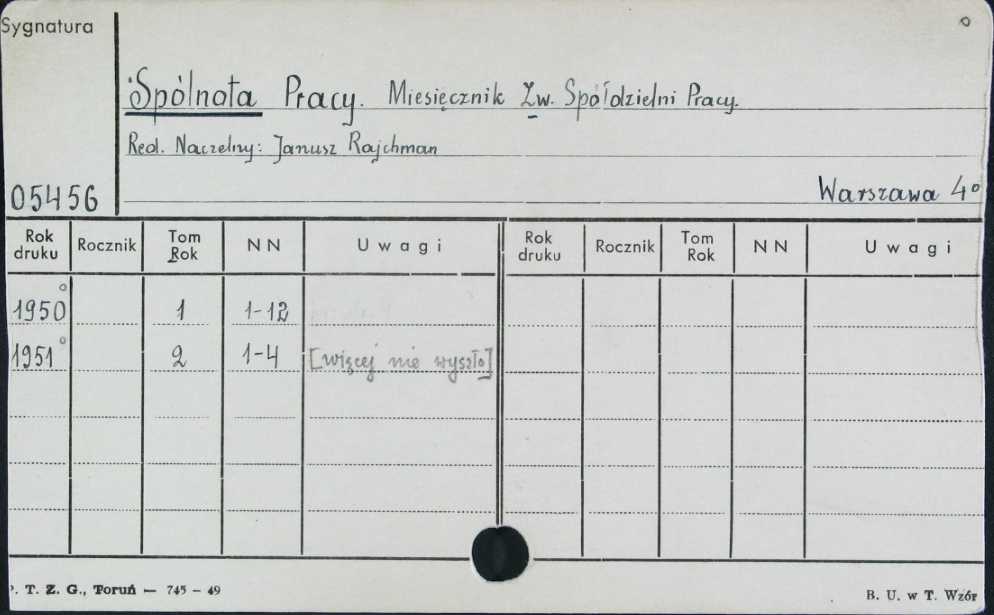 Sygnatura
Spólnota Pracy. Miesięcznik Zw. Spółdzielni Pracy.
Red. Naczelny: Janusz Rajchman
05456
Warszawa 4°
Rok druku Rocznik Tom Rok NN Uwagi Rok druku Rocznik Tom Rok NN Uwagi
1950° 1 1-12
1951° 2 1-4 [więcej nie wyszło]
. T. Z. G., Toruń — 745 - 49
B. U. w T. Wzór